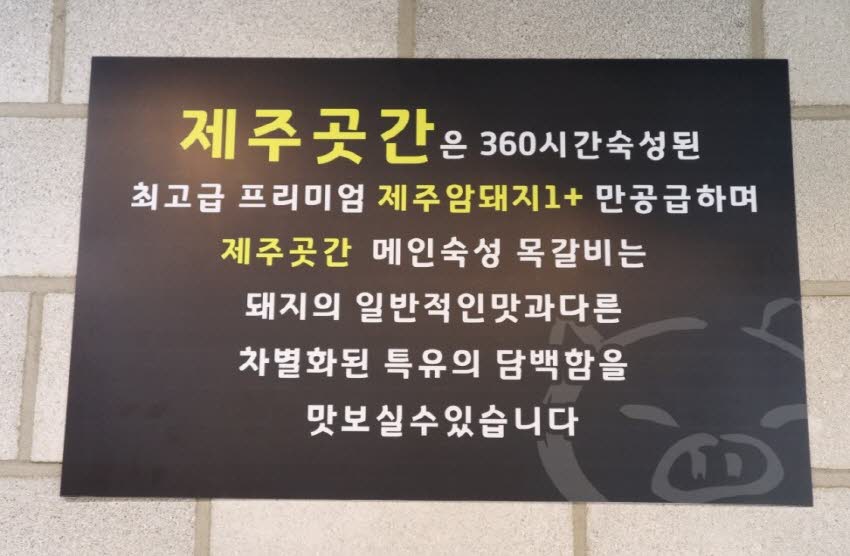 제주곳간은 360시간숙성된
최고급 프리미엄 제주암돼지1+ 만공급하며
제주곳간 메인숙성 목갈비는
돼지의 일반적인맛과다른
차별화된 특유의 담백함을
맛보실수있습니다